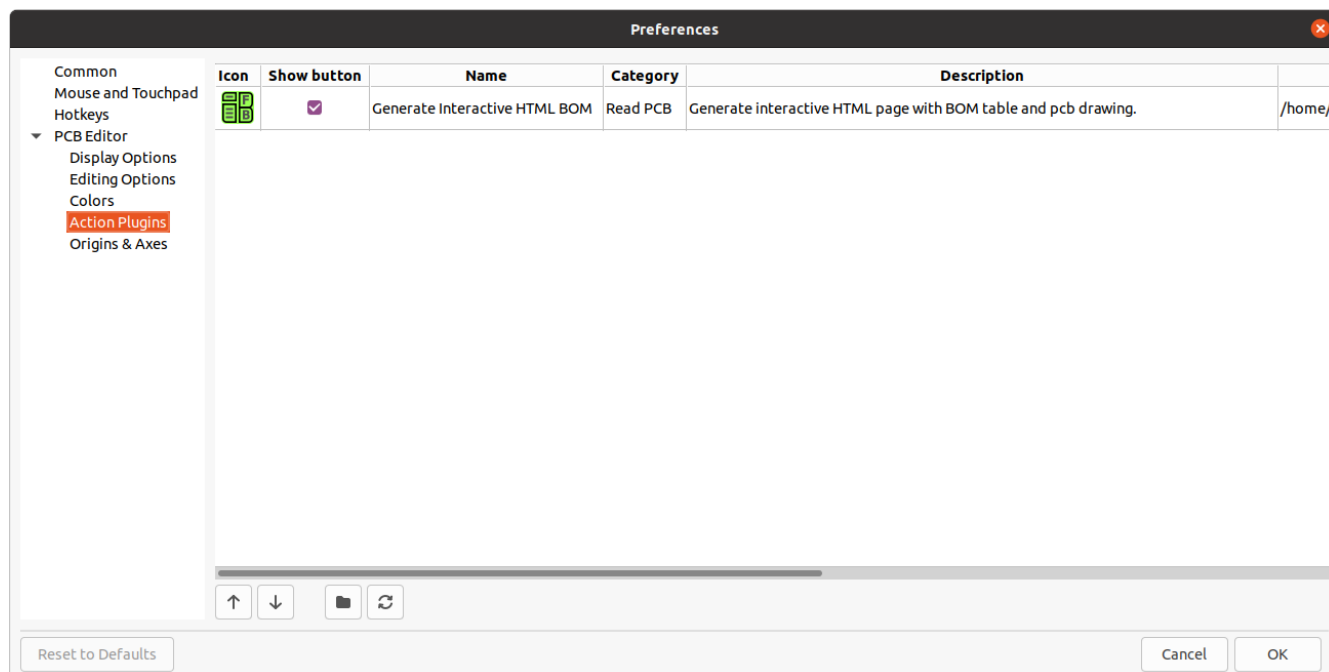 Preferences
Common
Mouse and Touchpad
Hotkeys
PCB Editor
Display Options
Editing Options
Colors
Action Plugins
Origins & Axes
Icon Show button Name Category Description
F B Generate Interactive HTML BOM Read PCB Generate interactive HTML page with BOM table and pcb drawing. /home/
Reset to Defaults Cancel OK